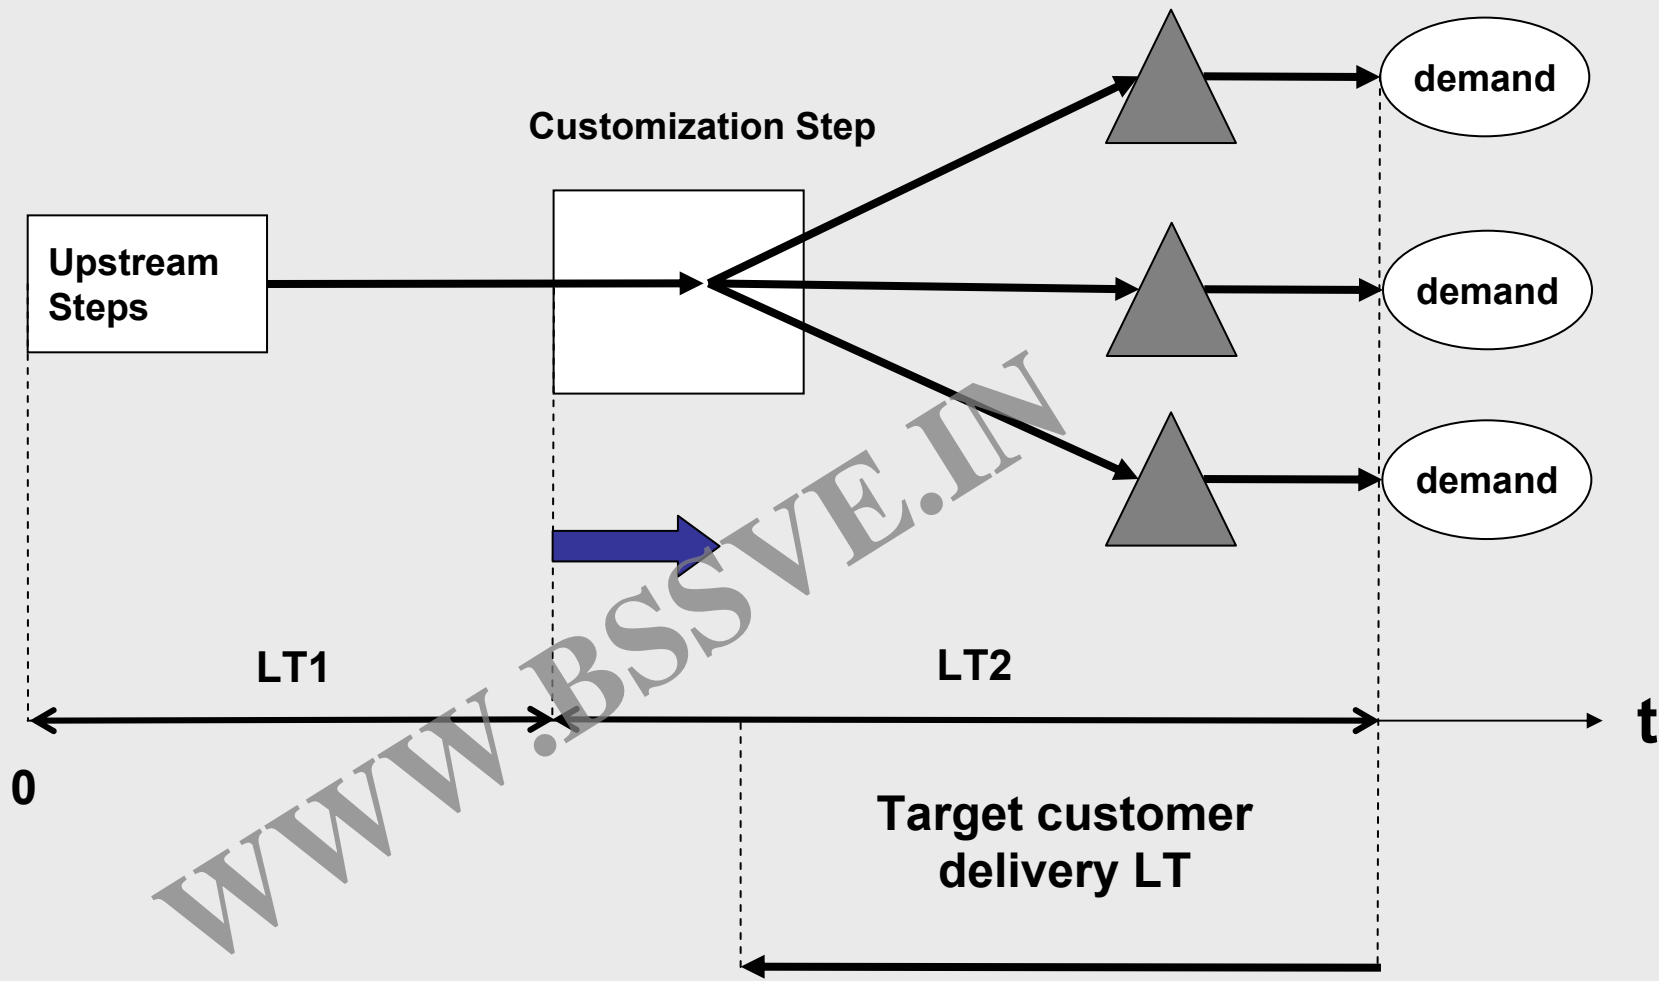 demand
Customization Step
Upstream
Steps
demand
demand
LT1
LT2
t
0
Target customer
delivery LT
WWW.BSSVE.IN